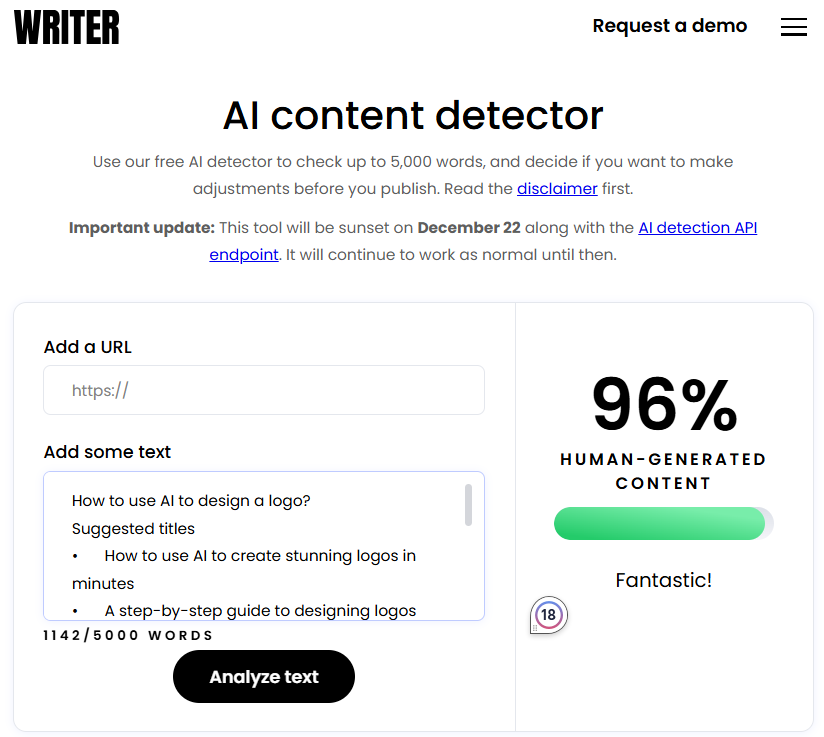 WRITER
Request a demo
AI content detector
Use our free AI detector to check up to 5,000 words, and decide if you want to make
adjustments before you publish. Read the disclaimer first.
Important update: This tool will be sunset on December 22 along with the AI detection API
endpoint. It will continue to work as normal until then.
Add a URL
https://
Add some text
How to use AI to design a logo?
Suggested titles
• How to use AI to create stunning logos in
minutes
• A step-by-step guide to designing logos
1142/5000 WORDS
Analyze text
96%
HUMAN-GENERATED
CONTENT
Fantastic!
18